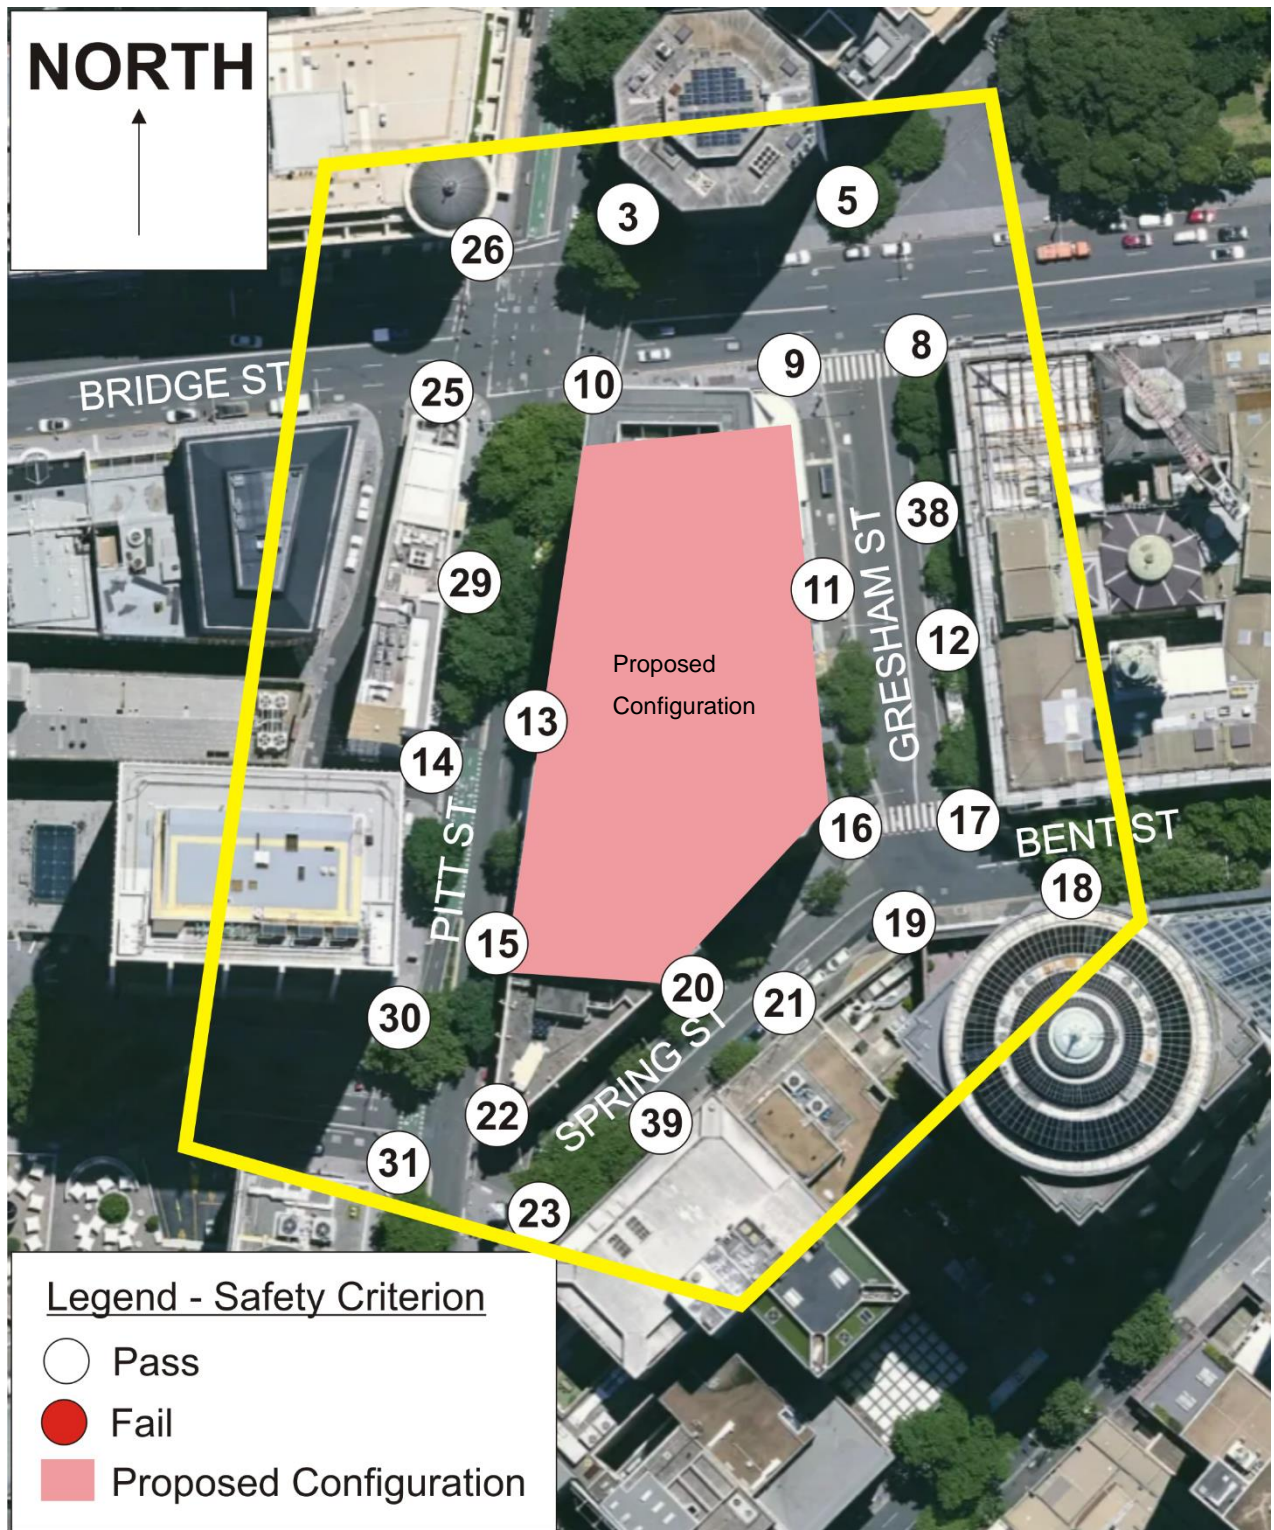 NORTH
3
5
26
8
9
10
BRIDGE ST
25
38
GRESHAM ST
29
11
12
Proposed
Configuration
13
14
PITT ST
16
17
BENT ST
18
19
15
20
21
30
SPRING ST
22
39
31
23
Legend - Safety Criterion
Pass
Fail
Proposed Configuration